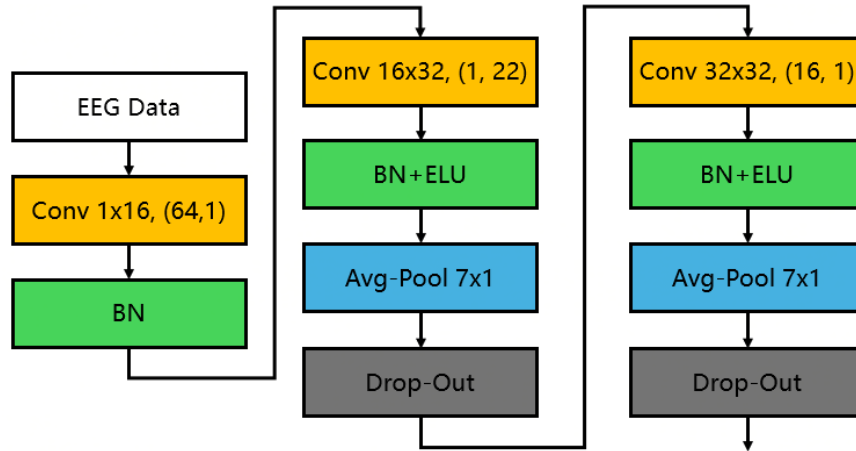 EEG Data
Conv 1x16, (64,1)
BN
Conv 16x32, (1, 22)
BN+ELU
Avg-Pool 7x1
Drop-Out
Conv 32x32, (16, 1)
BN+ELU
Avg-Pool 7x1
Drop-Out